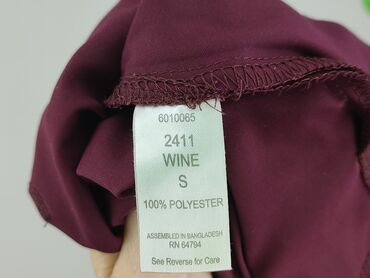 6010065
2411
WINE
S
100% POLYESTER
ASSEMBLED IN BANGLADESH
RN 64794
See Reverse for Care